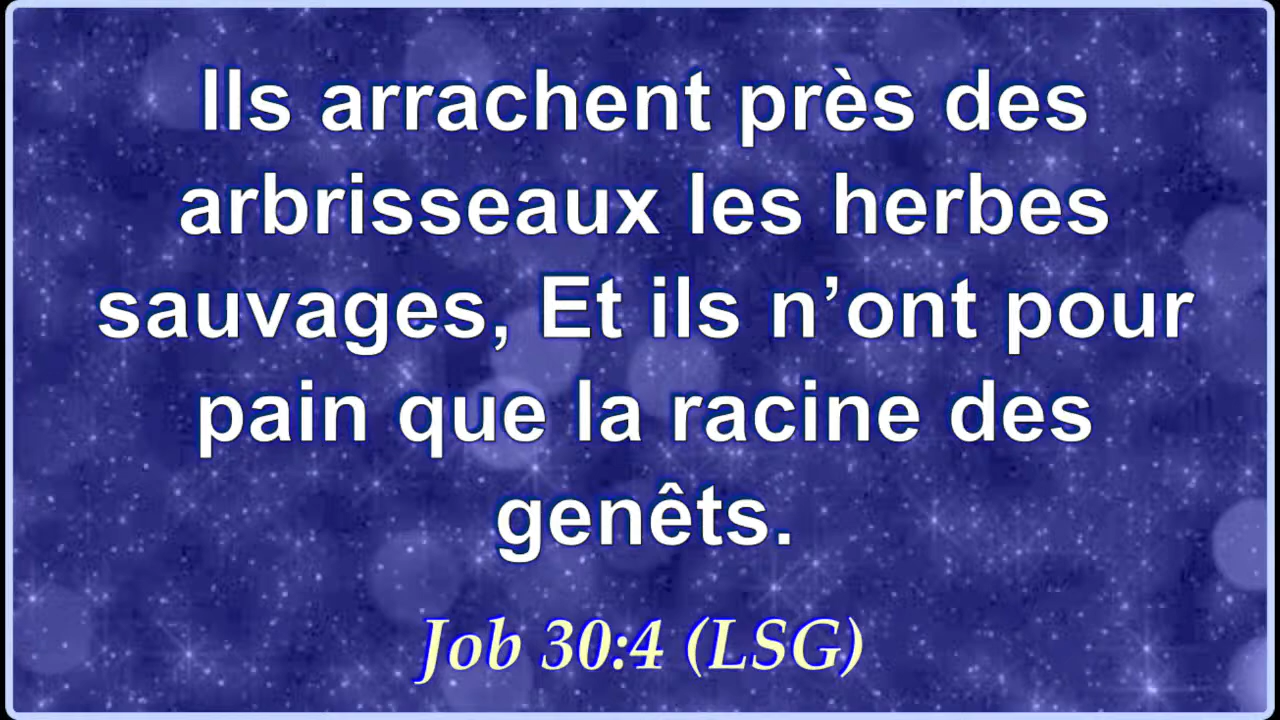 Ils arrachent près des
arbrisseaux les herbes
sauvages, Et ils n’ont pour
pain que la racine des
genêts.
Job 30:4 (LSG)